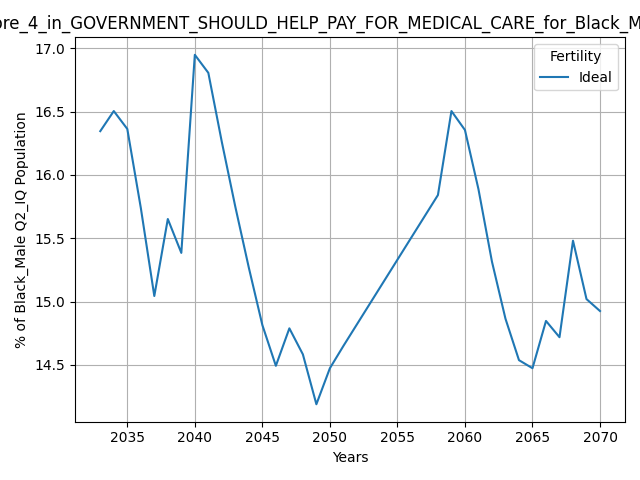 ore_4_in_GOVERNMENT_SHOULD_HELP_PAY_FOR_MEDICAL_CARE_for_Black_M
Fertility
Ideal
% of Black_Male Q2_IQ Population
17.0
16.5
16.0
15.5
15.0
14.5
2035 2040 2045 2050 2055 2060 2065 2070
Years